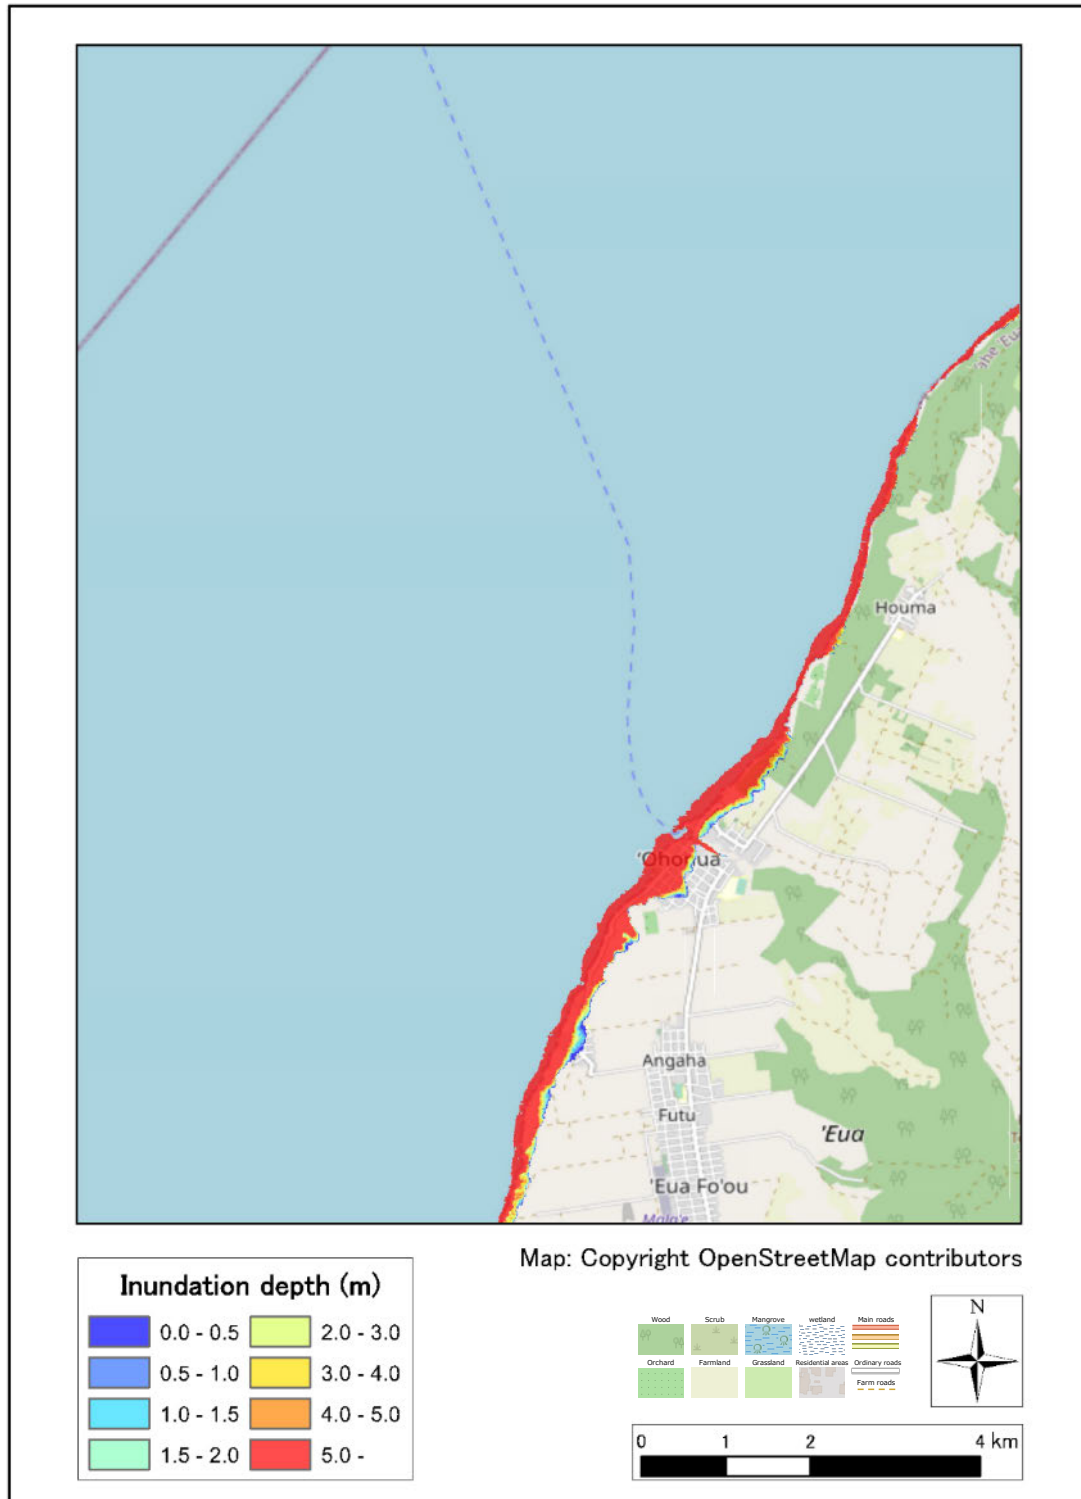 'ahe 'Eua
Houma
'Ohonua
Angaha
Futu
'Eua
'Eua Fo'ou
Map: Copyright OpenStreetMap contributors
Inundation depth (m)
0.0 - 0.5
2.0 - 3.0
0.5 - 1.0
3.0 - 4.0
1.0 - 1.5
4.0 - 5.0
1.5 - 2.0
5.0 -
Wood
Scrub
Mangrove
wetland
Main roads
Orchard
Farmland
Grassland
Residential areas
Ordinary roads
Farm roads
N
0 1 2 4 km